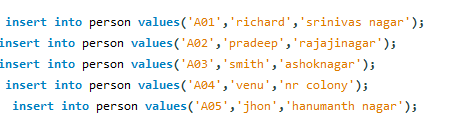 insert into person values('A01','richard','srinivas nagar');
insert into person values('A02','pradeep','rajajinagar');
insert into person values('A03','smith','ashoknagar');
insert into person values('A04','venu','nr colony');
insert into person values('A05','jhon','hanumanth nagar');